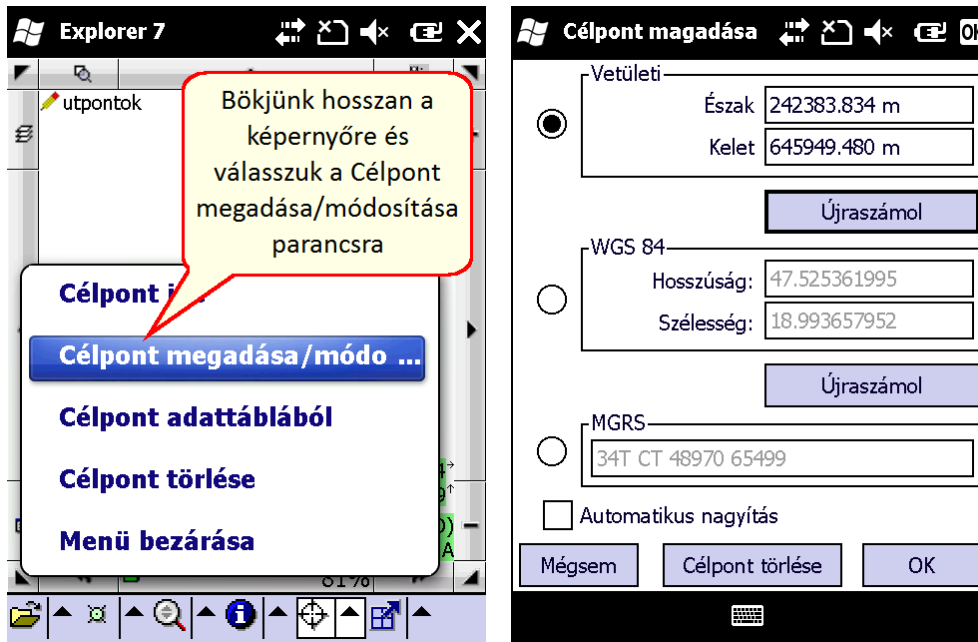 Explorer 7
utpontok
Bökjünk hosszan a
képernyőre és
válasszuk a Célpont
megadása/módosítása
parancsra
Célpont
Célpont megadása/módo ...
Célpont adattáblából
Célpont törlése
Menü bezárása
81%
Célpont magadása
OK
Vetületi
Észak 242383.834 m
Kelet 645949.480 m
Újraszámol
WGS 84
Hosszúság: 47.525361995
Szélesség: 18.993657952
Újraszámol
MGRS
34T CT 48970 65499
Automatikus nagyítás
Mégsem Célpont törlése OK